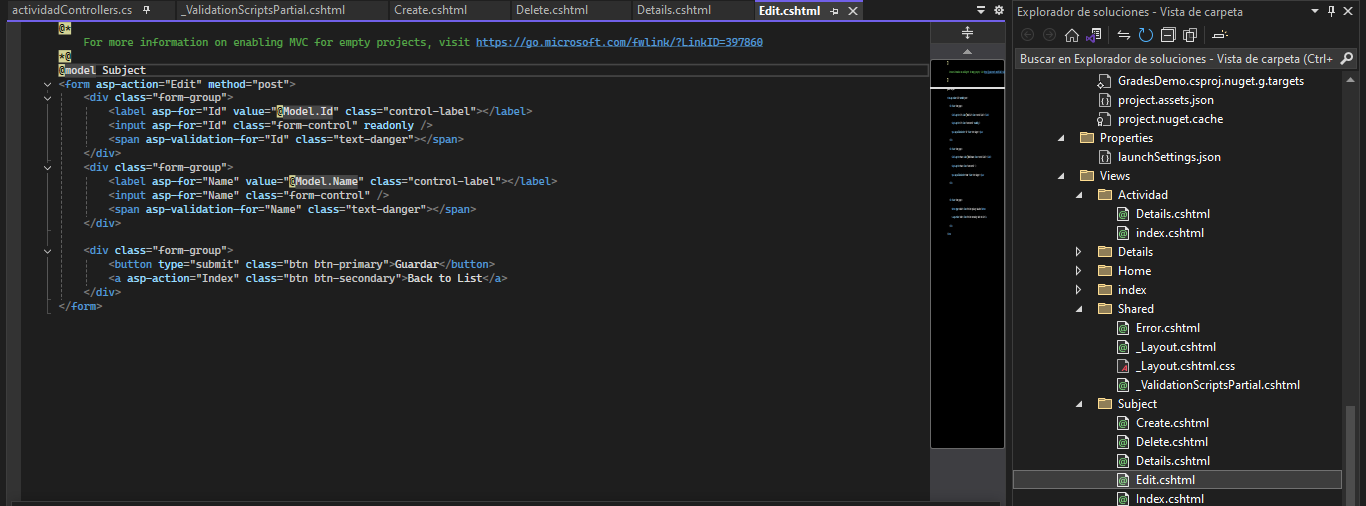 actividadControllers.cs
_ValidationScriptsPartial.cshtml
Create.cshtml
Delete.cshtml
Details.cshtml
Edit.cshtml
@*
For more information on enabling MVC for empty projects, visit https://go.microsoft.com/fwlink/?LinkID=397860
*@
@model Subject
<form asp-action="Edit" method="post">
<div class="form-group">
<label asp-for="Id" value="@Model.Id" class="control-label"></label>
<input asp-for="Id" class="form-control" readonly />
<span asp-validation-for="Id" class="text-danger"></span>
</div>
<div class="form-group">
<label asp-for="Name" value="@Model.Name" class="control-label"></label>
<input asp-for="Name" class="form-control" />
<span asp-validation-for="Name" class="text-danger"></span>
</div>
<div class="form-group">
<button type="submit" class="btn btn-primary">Guardar</button>
<a asp-action="Index" class="btn btn-secondary">Back to List</a>
</div>
</form>
Explorador de soluciones - Vista de carpeta
Buscar en Explorador de soluciones - Vista de carpeta (Ctrl+
GradesDemo.csproj.nuget.g.targets
project.assets.json
project.nuget.cache
Properties
launchSettings.json
Views
Actividad
Details.cshtml
index.cshtml
Details
Home
index
Shared
Error.cshtml
_Layout.cshtml
_Layout.cshtml.css
_ValidationScriptsPartial.cshtml
Subject
Create.cshtml
Delete.cshtml
Details.cshtml
Edit.cshtml
Index.cshtml